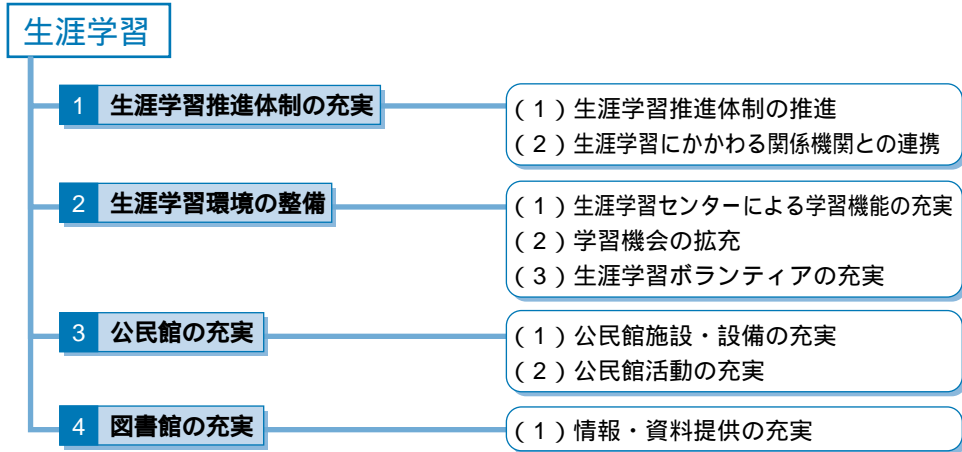 生涯学習
1 生涯学習推進体制の充実
(1)生涯学習推進体制の推進
(2)生涯学習にかかわる関係機関との連携
2 生涯学習環境の整備
(1)生涯学習センターによる学習機能の充実
(2)学習機会の拡充
(3)生涯学習ボランティアの充実
3 公民館の充実
(1)公民館施設・設備の充実
(2)公民館活動の充実
4 図書館の充実
(1)情報・資料提供の充実